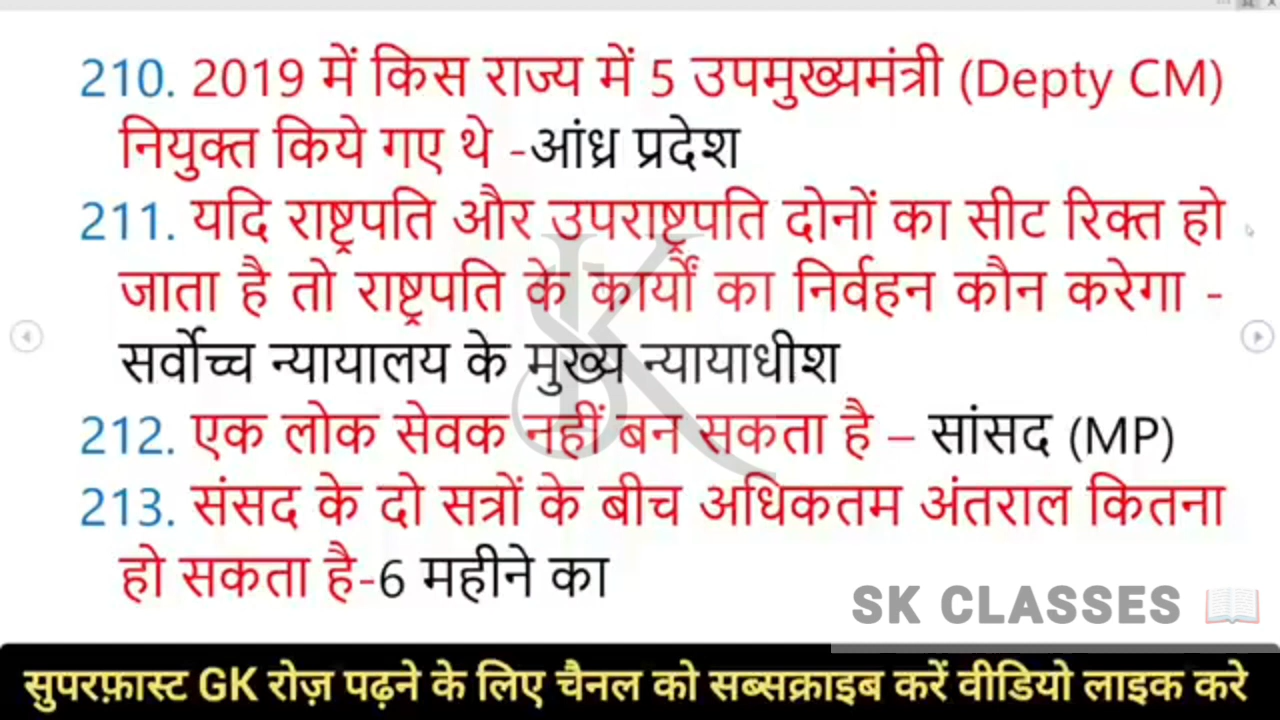 210. 2019 में किस राज्य में 5 उपमुख्यमंत्री (Depty CM)
नियुक्त किये गए थे -आंध्र प्रदेश
211. यदि राष्ट्रपति और उपराष्ट्रपति दोनों का सीट रिक्त हो
जाता है तो राष्ट्रपति के कार्यों का निर्वहन कौन करेगा -
सर्वोच्च न्यायालय के मुख्य न्यायाधीश
212. एक लोक सेवक नहीं बन सकता है – सांसद (MP)
213. संसद के दो सत्रों के बीच अधिकतम अंतराल कितना
हो सकता है-6 महीने का
SK CLASSES
सुपरफ़ास्ट GK रोज़ पढ़ने के लिए चैनल को सब्सक्राइब करें वीडियो लाइक करे